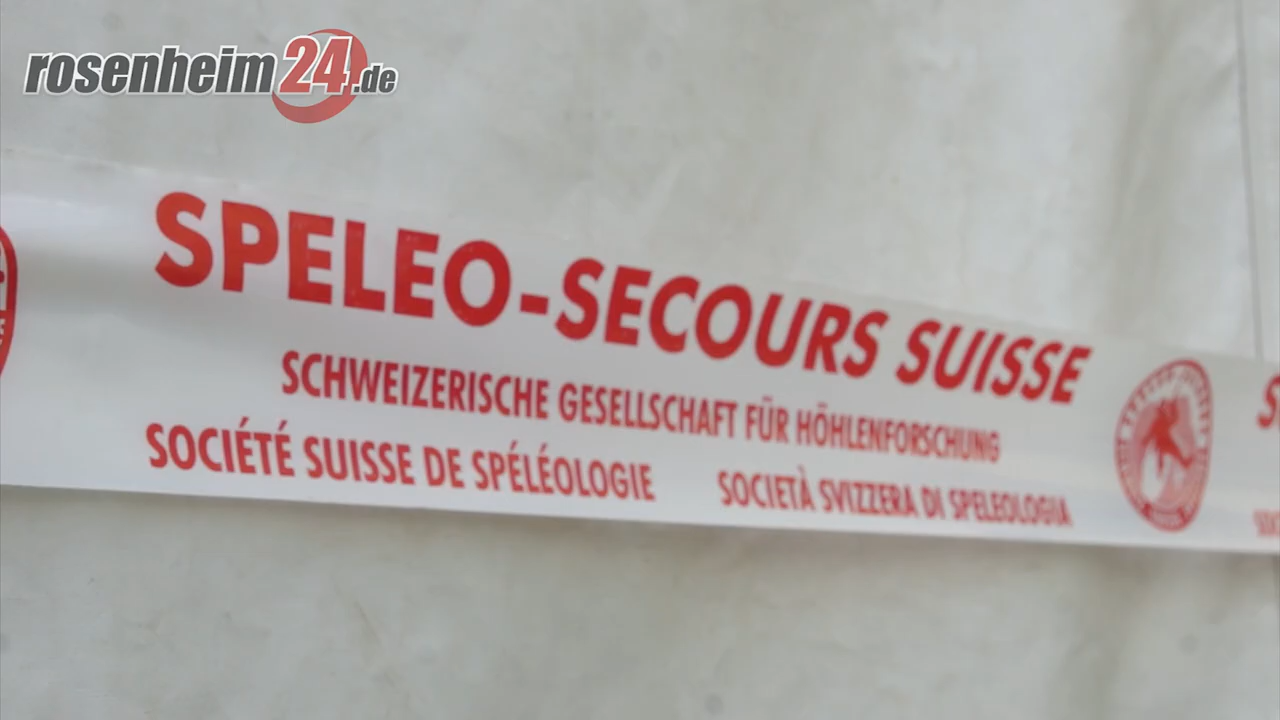 rosenheim24.de
SPELEO-SECOURS SUISSE
SCHWEIZERISCHE GESELLSCHAFT FÜR HÖHLENFORSCHUNG
SOCIÉTÉ SUISSE DE SPÉLÉOLOGIE SOCIETÀ SVIZZERA DI SPELEOLOGIA